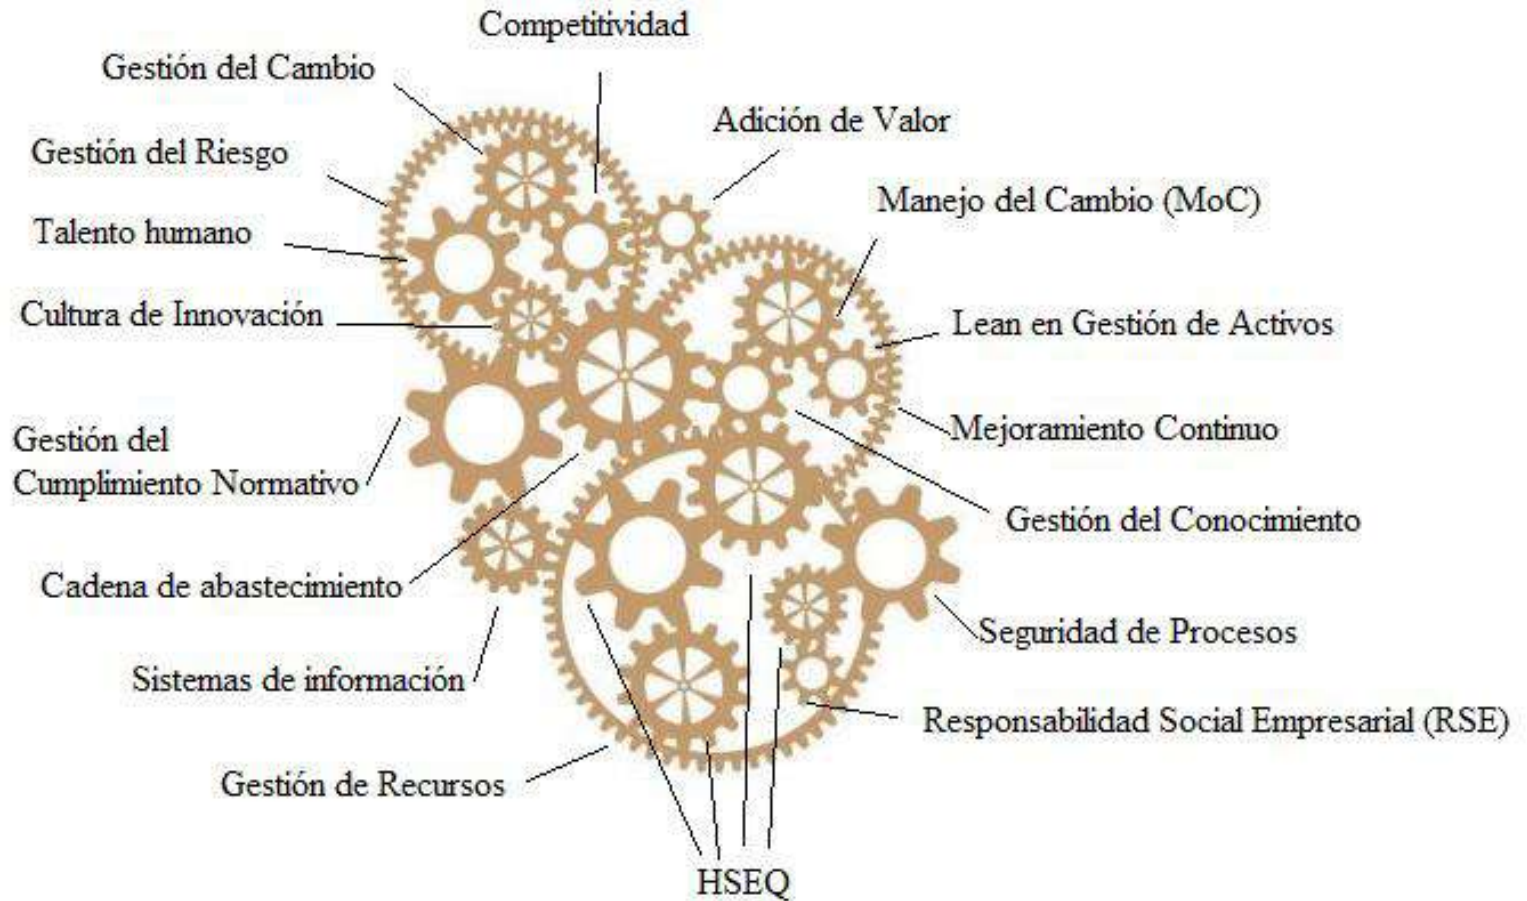 Competitividad
Gestión del Cambio
Adición de Valor
Gestión del Riesgo
Manejo del Cambio (MoC)
Talento humano
Cultura de Innovación
Lean en Gestión de Activos
Mejoramiento Continuo
Gestión del
Cumplimiento Normativo
Gestión del Conocimiento
Cadena de abastecimiento
Seguridad de Procesos
Sistemas de información
Responsabilidad Social Empresarial (RSE)
Gestión de Recursos
HSEQ